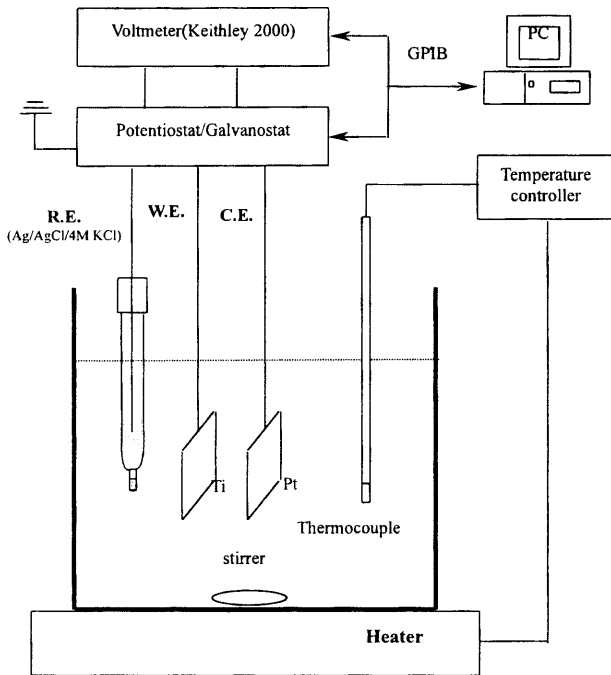 Voltmeter(Keithley 2000)
GPIB
PC
Potentiostat/Galvanostat
Temperature
controller
R.E.
(Ag/AgCl/4M KCl)
W.E.
C.E.
Ti
Pt
Thermocouple
stirrer
Heater